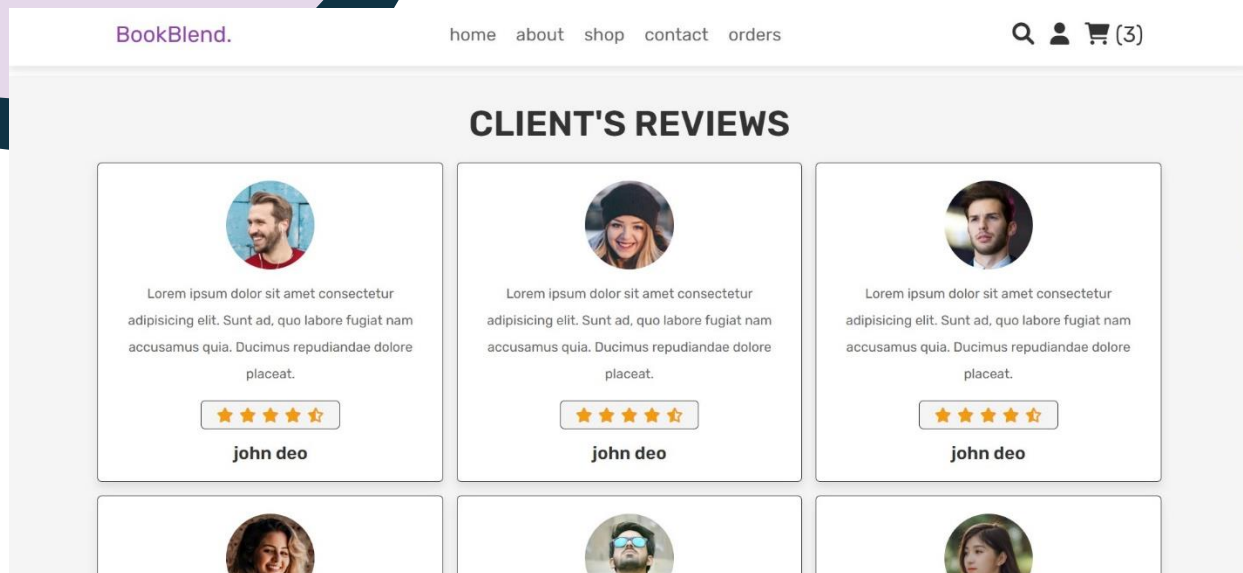 BookBlend.
home about shop contact orders
(3)
CLIENT'S REVIEWS
Lorem ipsum dolor sit amet consectetur
adipisicing elit. Sunt ad, quo labore fugiat nam
accusamus quia. Ducimus repudiandae dolore
placeat.
john deo
Lorem ipsum dolor sit amet consectetur
adipisicing elit. Sunt ad, quo labore fugiat nam
accusamus quia. Ducimus repudiandae dolore
placeat.
john deo
Lorem ipsum dolor sit amet consectetur
adipisicing elit. Sunt ad, quo labore fugiat nam
accusamus quia. Ducimus repudiandae dolore
placeat.
john deo